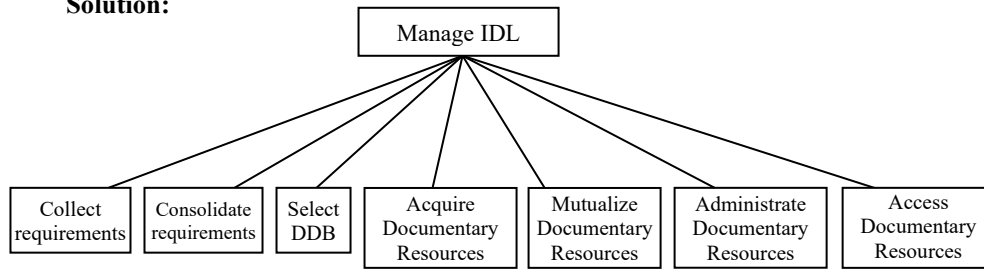 Solution:
Manage IDL
Collect
requirements
Consolidate
requirements
Select
DDB
Acquire
Documentary
Resources
Mutualize
Documentary
Resources
Administrate
Documentary
Resources
Access
Documentary
Resources